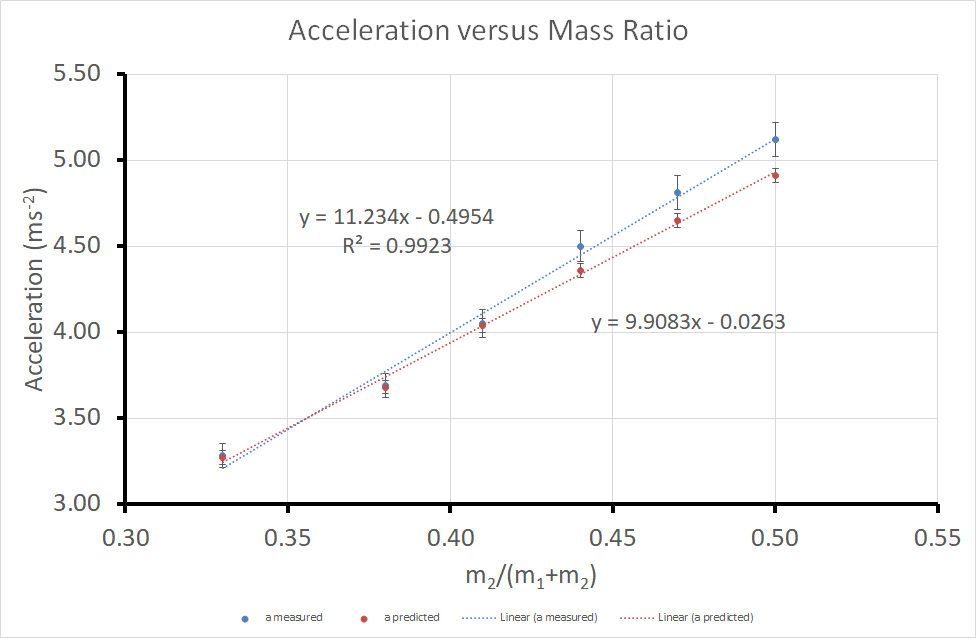 Acceleration versus Mass Ratio
5.50
5.00
4.50
4.00
3.50
3.00
Acceleration (ms⁻²)
y = 11.234x - 0.4954
R² = 0.9923
y = 9.9083x - 0.0263
0.30 0.35 0.40 0.45 0.50 0.55
m₂/(m₁+m₂)
a measured a predicted Linear (a measured) Linear (a predicted)